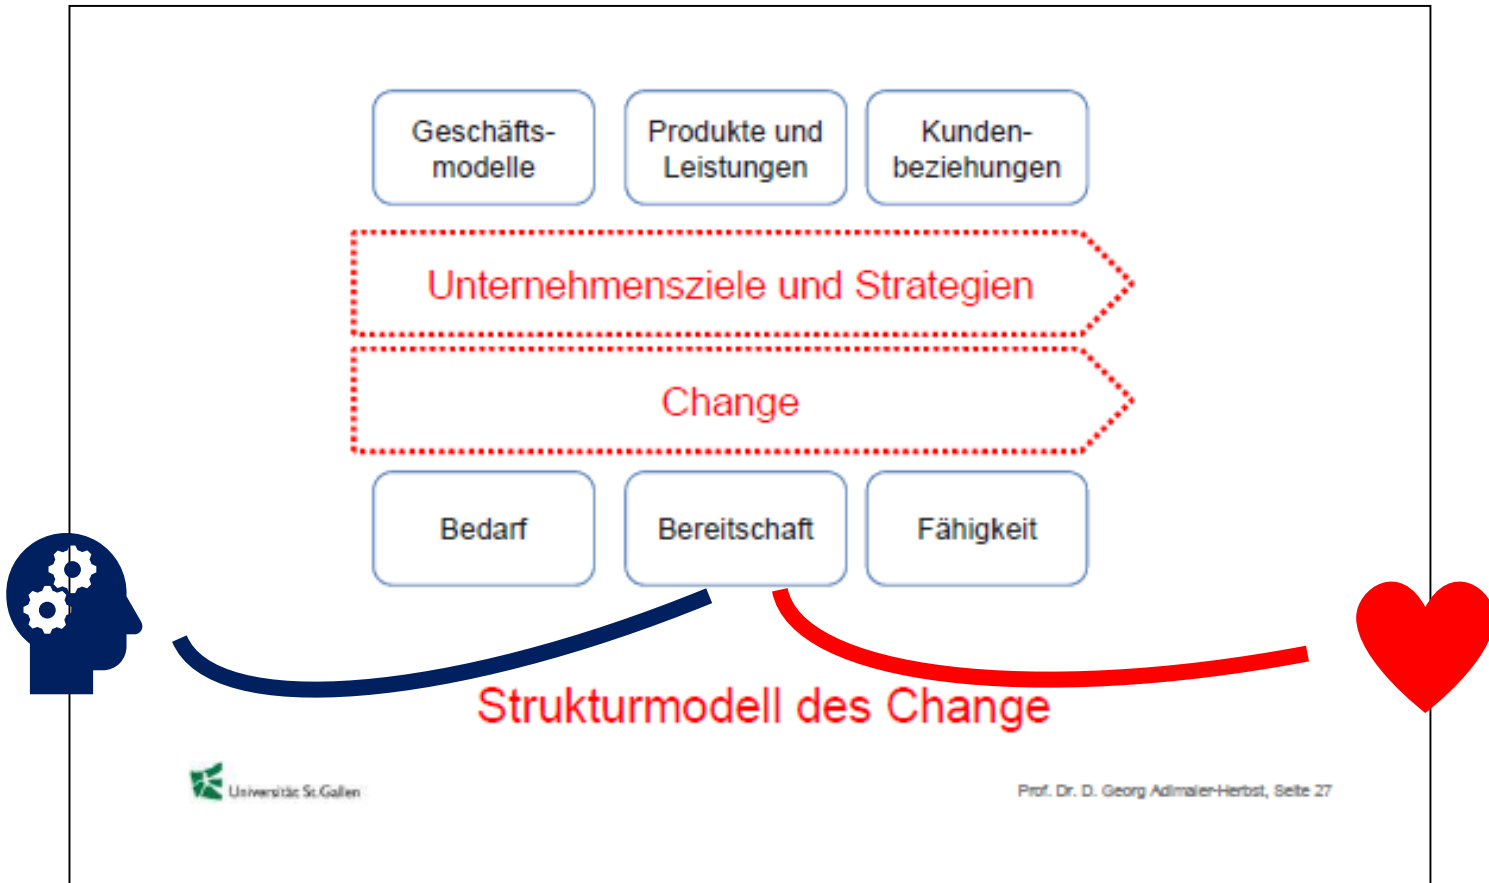 Geschäfts-
modelle
Produkte und
Leistungen
Kunden-
beziehungen
Unternehmensziele und Strategien
Change
Bedarf
Bereitschaft
Fähigkeit
Strukturmodell des Change
Universität St.Gallen
Prof. Dr. D. Georg Adlmaier-Herbst, Seite 27